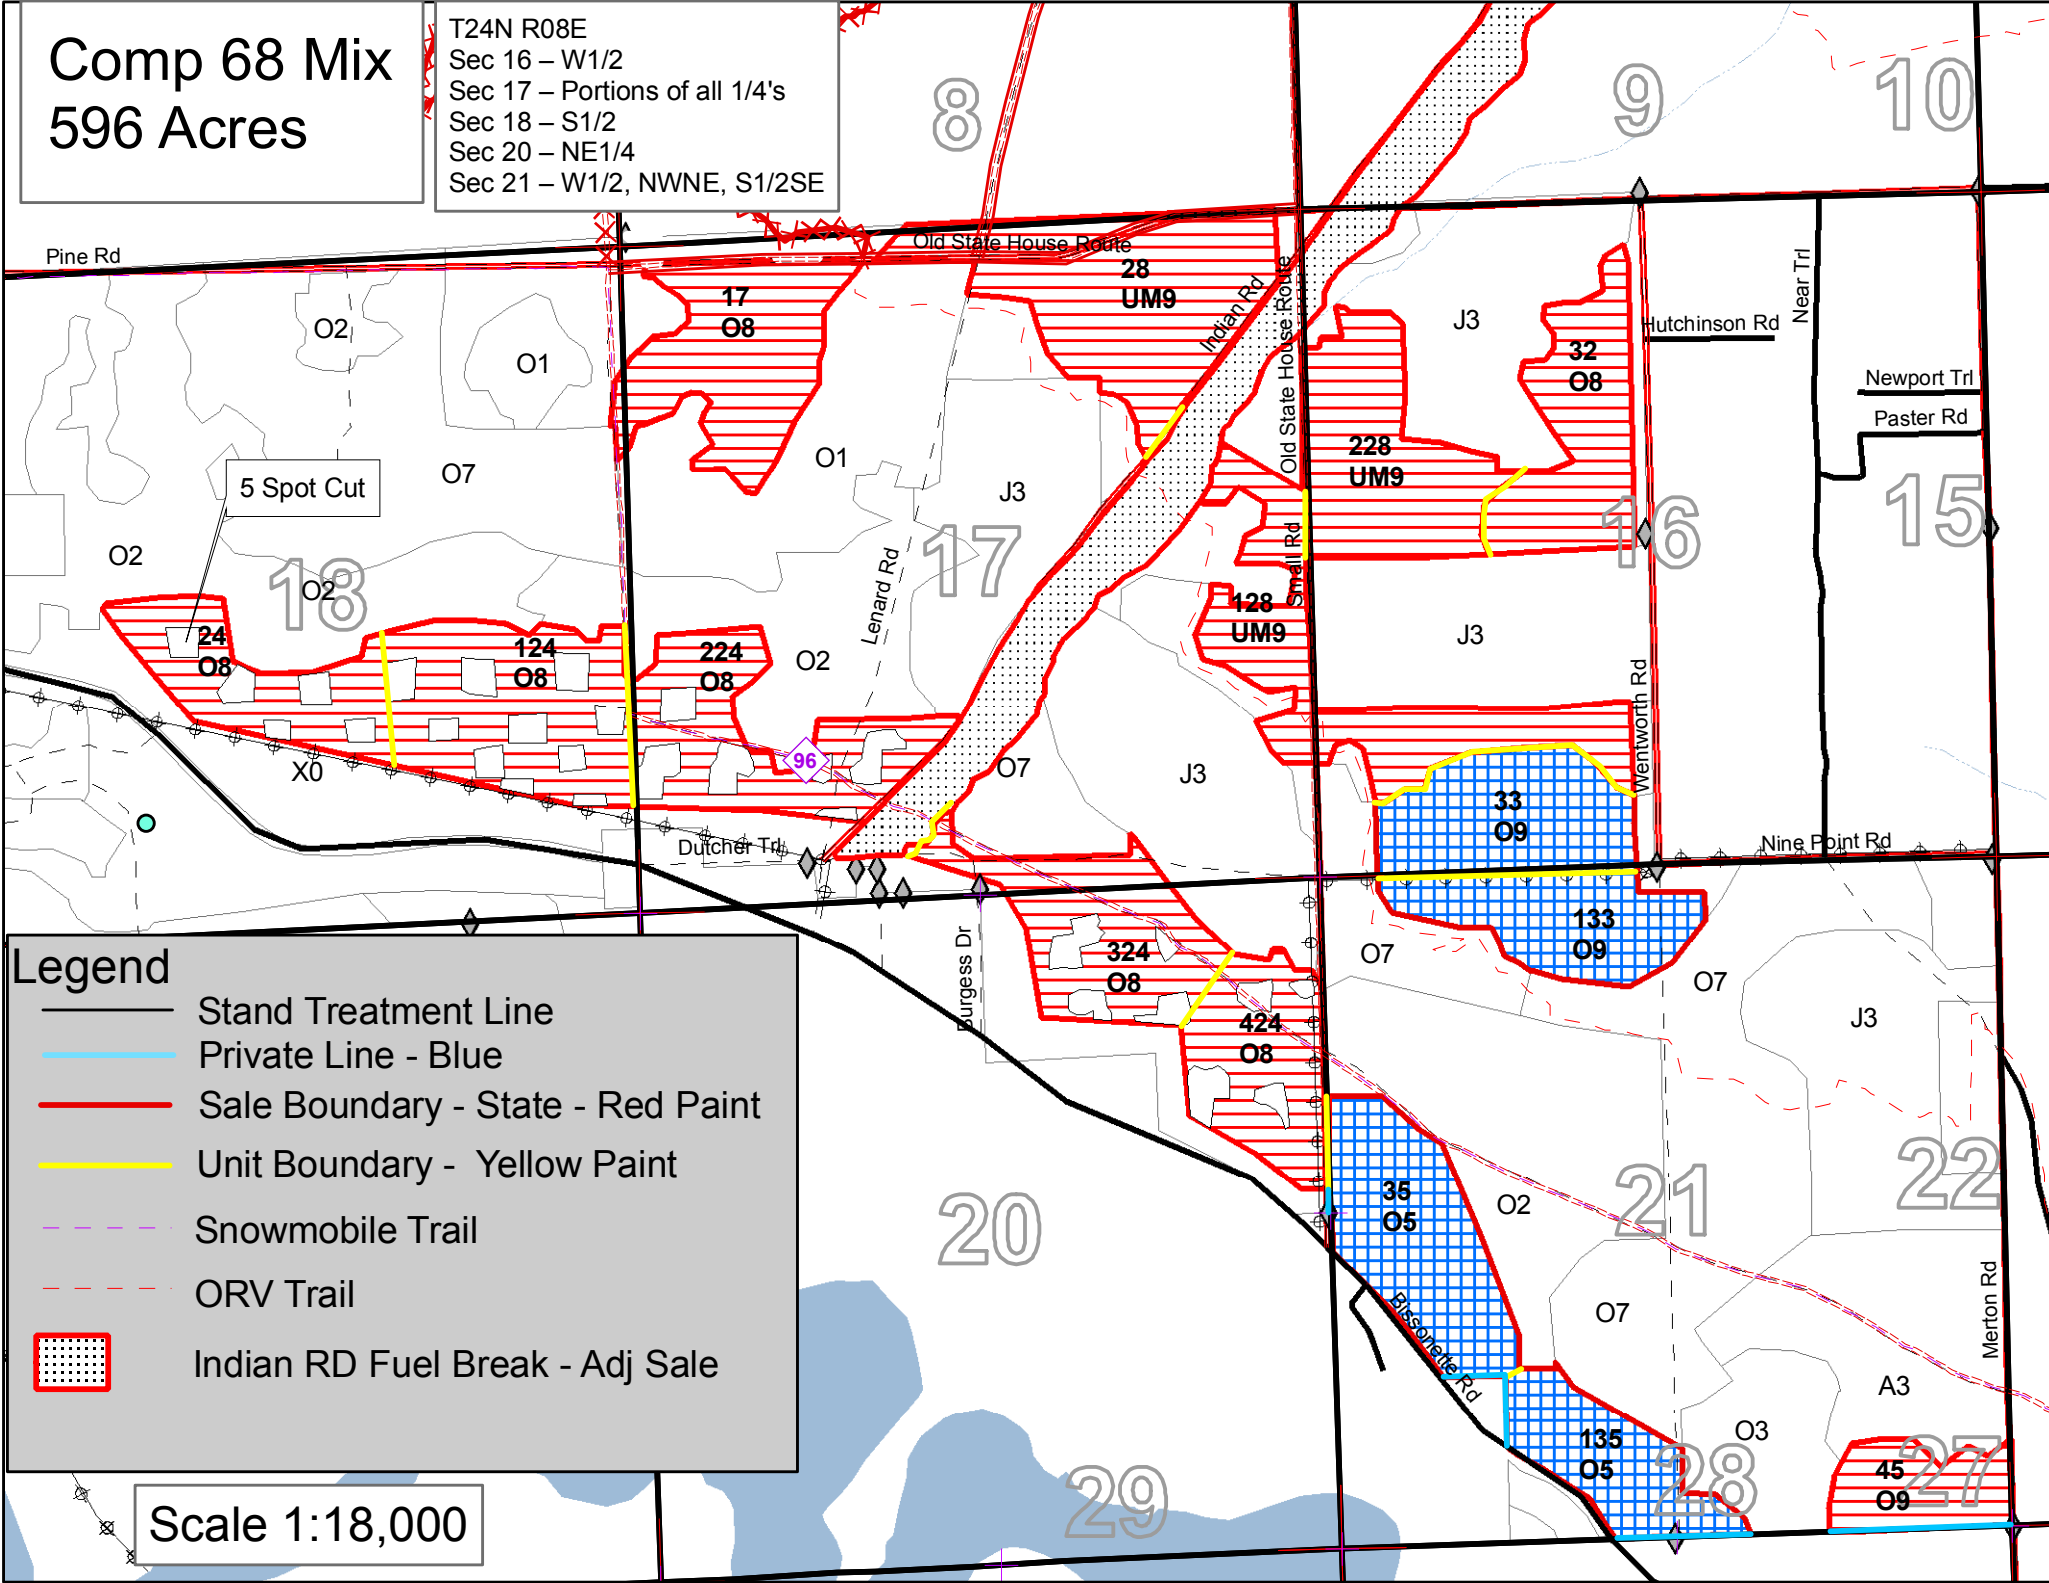 Comp 68 Mix
596 Acres
T24N R08E
Sec 16 – W1/2
Sec 17 – Portions of all 1/4's
Sec 18 – S1/2
Sec 20 – NE1/4
Sec 21 – W1/2, NWNE, S1/2SE
8
9
10
Pine Rd
Old State House Route
28
UM9
17
O8
Indian Rd
Old State House Route
J3
Hutchinson Rd
Near Trl
O2
O1
32
O8
Newport Trl
Paster Rd
O7
5 Spot Cut
O1
J3
228
UM9
O2
18
O2
17
16
15
Lenard Rd
Small Rd
128
UM9
J3
24
O8
124
O8
224
O8
O2
Wentworth Rd
X0
96
O7
J3
33
O9
Dutcher Trl
Nine Point Rd
133
O9
324
O8
O7
O7
J3
Burgess Dr
424
O8
Legend
Stand Treatment Line
Private Line - Blue
Sale Boundary - State - Red Paint
Unit Boundary - Yellow Paint
Snowmobile Trail
ORV Trail
Indian RD Fuel Break - Adj Sale
20
35
O5
O2
21
22
Bissonette Rd
O7
Merton Rd
A3
O3
135
O5
28
45
O9
27
29
Scale 1:18,000